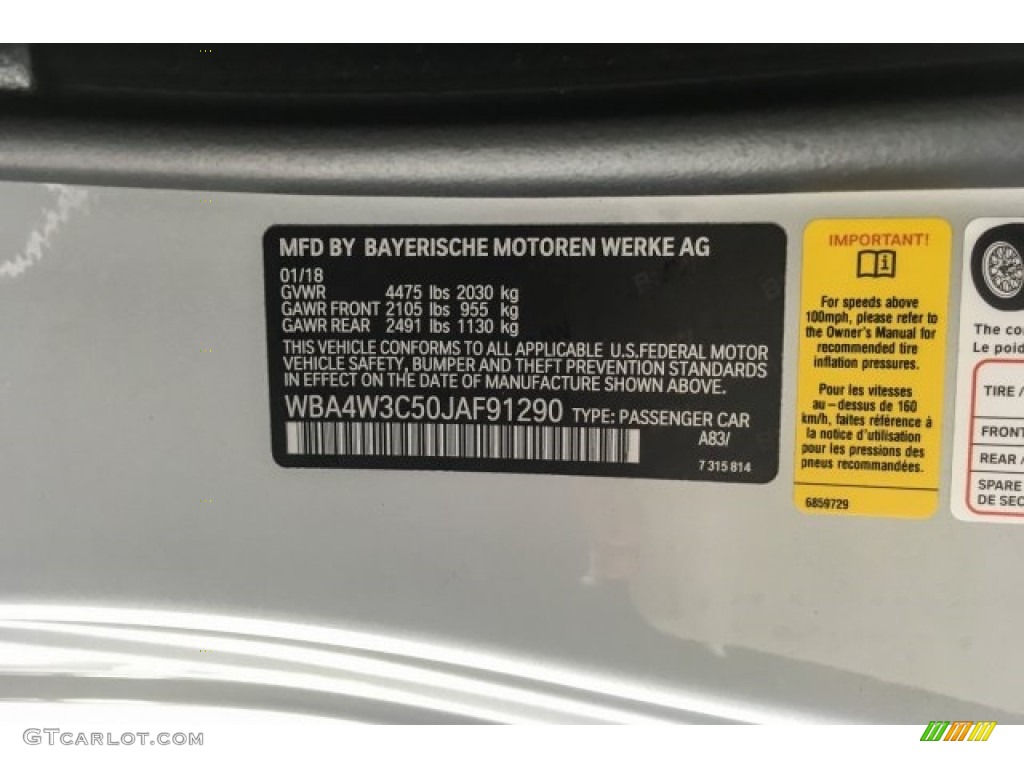 MFD BY BAYERISCHE MOTOREN WERKE AG
01/18
GVWR 4475 lbs 2030 kg
GAWR FRONT 2105 lbs 955 kg
GAWR REAR 2491 lbs 1130 kg
THIS VEHICLE CONFORMS TO ALL APPLICABLE U.S.FEDERAL MOTOR
VEHICLE SAFETY, BUMPER AND THEFT PREVENTION STANDARDS
IN EFFECT ON THE DATE OF MANUFACTURE SHOWN ABOVE.
WBA4W3C50JAF91290 TYPE: PASSENGER CAR
A83/
7 315 814
IMPORTANT!
For speeds above
100mph, please refer to
the Owner's Manual for
recommended tire
inflation pressures.
Pour les vitesses
au-dessus de 160
km/h, faites référence à
la notice d'utilisation
pour les pressions des
pneus recommandées.
6859729
The co
Le poid
TIRE /
FRONT
REAR /
SPARE
DE SEC
GTCARLOT.COM